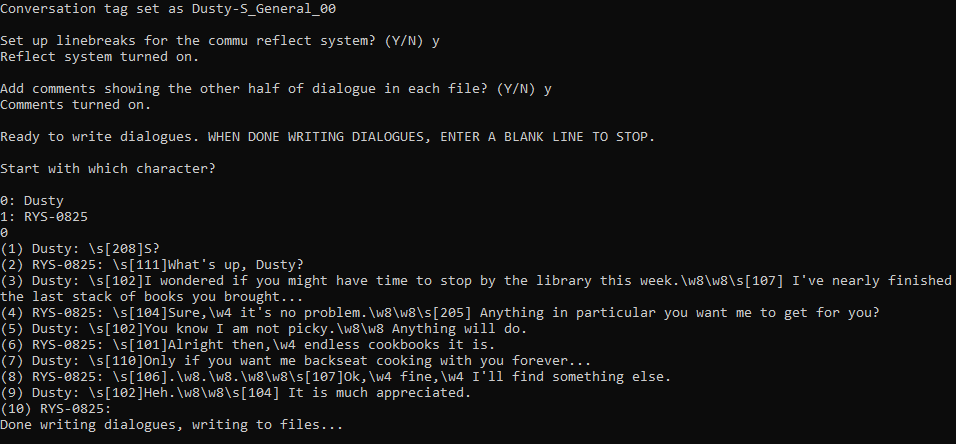 Conversation tag set as Dusty-S_General_00
Set up linebreaks for the commu reflect system? (Y/N) y
Reflect system turned on.
Add comments showing the other half of dialogue in each file? (Y/N) y
Comments turned on.
Ready to write dialogues. WHEN DONE WRITING DIALOGUES, ENTER A BLANK LINE TO STOP.
Start with which character?
0: Dusty
1: RYS-0825
0
(1) Dusty: \s[208]S?
(2) RYS-0825: \s[111]What's up, Dusty?
(3) Dusty: \s[102]I wondered if you might have time to stop by the library this week.\w8\w8\s[107] I've nearly finished
the last stack of books you brought...
(4) RYS-0825: \s[104]Sure,\w4 it's no problem.\w8\w8\s[205] Anything in particular you want me to get for you?
(5) Dusty: \s[102]You know I am not picky.\w8\w8 Anything will do.
(6) RYS-0825: \s[101]Alright then,\w4 endless cookbooks it is.
(7) Dusty: \s[110]Only if you want me backseat cooking with you forever...
(8) RYS-0825: \s[106].\w8.\w8.\w8\w8\s[107]Ok,\w4 fine,\w4 I'll find something else.
(9) Dusty: \s[102]Heh.\w8\w8\s[104] It is much appreciated.
(10) RYS-0825:
Done writing dialogues, writing to files...